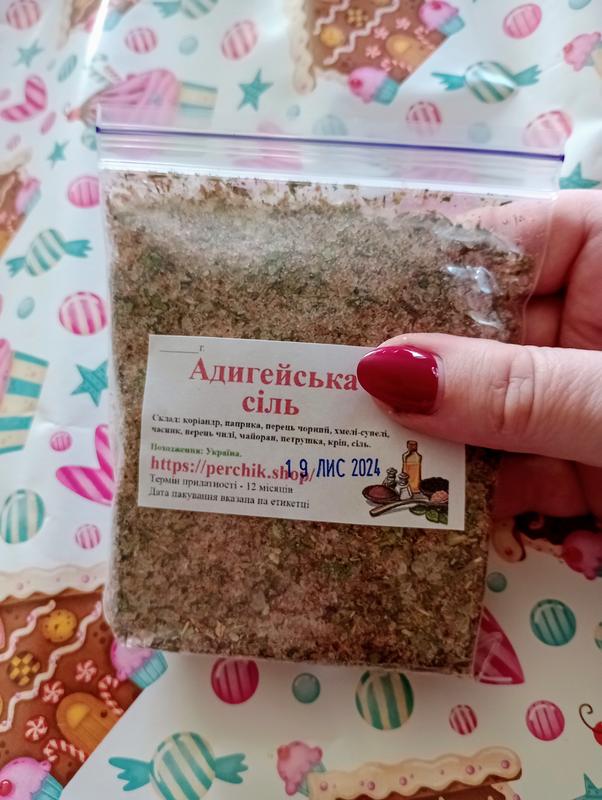 г.
Адигейська
сіль
Склад: коріандр, паприка, перець чорний, хмелі-сунелі,
часник, перець чилі, майоран, петрушка, кріп, сіль.
Походження: Україна.
https://perchik.shop/
19 ЛИС 2024
Термін придатності - 12 місяців
Дата пакування вказана на етикетці